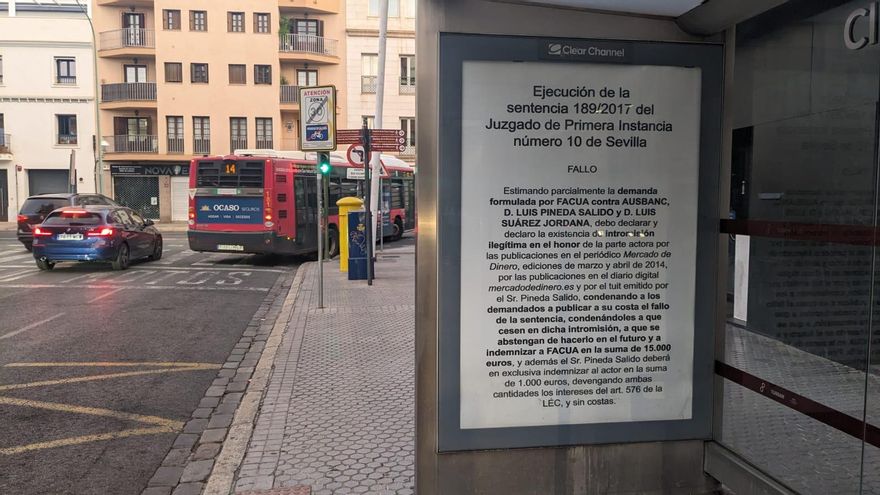 Clear Channel
Ejecución de la
sentencia 189/2017 del
Juzgado de Primera Instancia
número 10 de Sevilla
FALLO
Estimando parcialmente la demanda
formulada por FACUA contra AUSBANC,
D. LUIS PINEDA SALIDO y D. LUIS
SUÁREZ JORDANA, debo declarar y
declaro la existencia de intromisión
ilegítima en el honor de la parte actora
por las publicaciones en el periódico Mercado de
Dinero, ediciones de marzo y abril de 2014,
por las publicaciones en el diario digital
mercadodedinero.es y por el tuit emitido por
el Sr. Pineda Salido, condenando a los
demandados a publicar a su costa el fallo
de la sentencia, condenándoles a que
cesen en dicha intromisión, a que se
abstengan de hacerlo en el futuro y a
indemnizar a FACUA en la suma de 15.000
euros, y además el Sr. Pineda Salido deberá
en exclusiva indemnizar al actor en la suma
de 1.000 euros, devengando ambas
cantidades los intereses del art. 576 de la
LEC, y sin costas.
ATENCIÓN
30
14
OCASO SEGUROS
NOVA
BUS